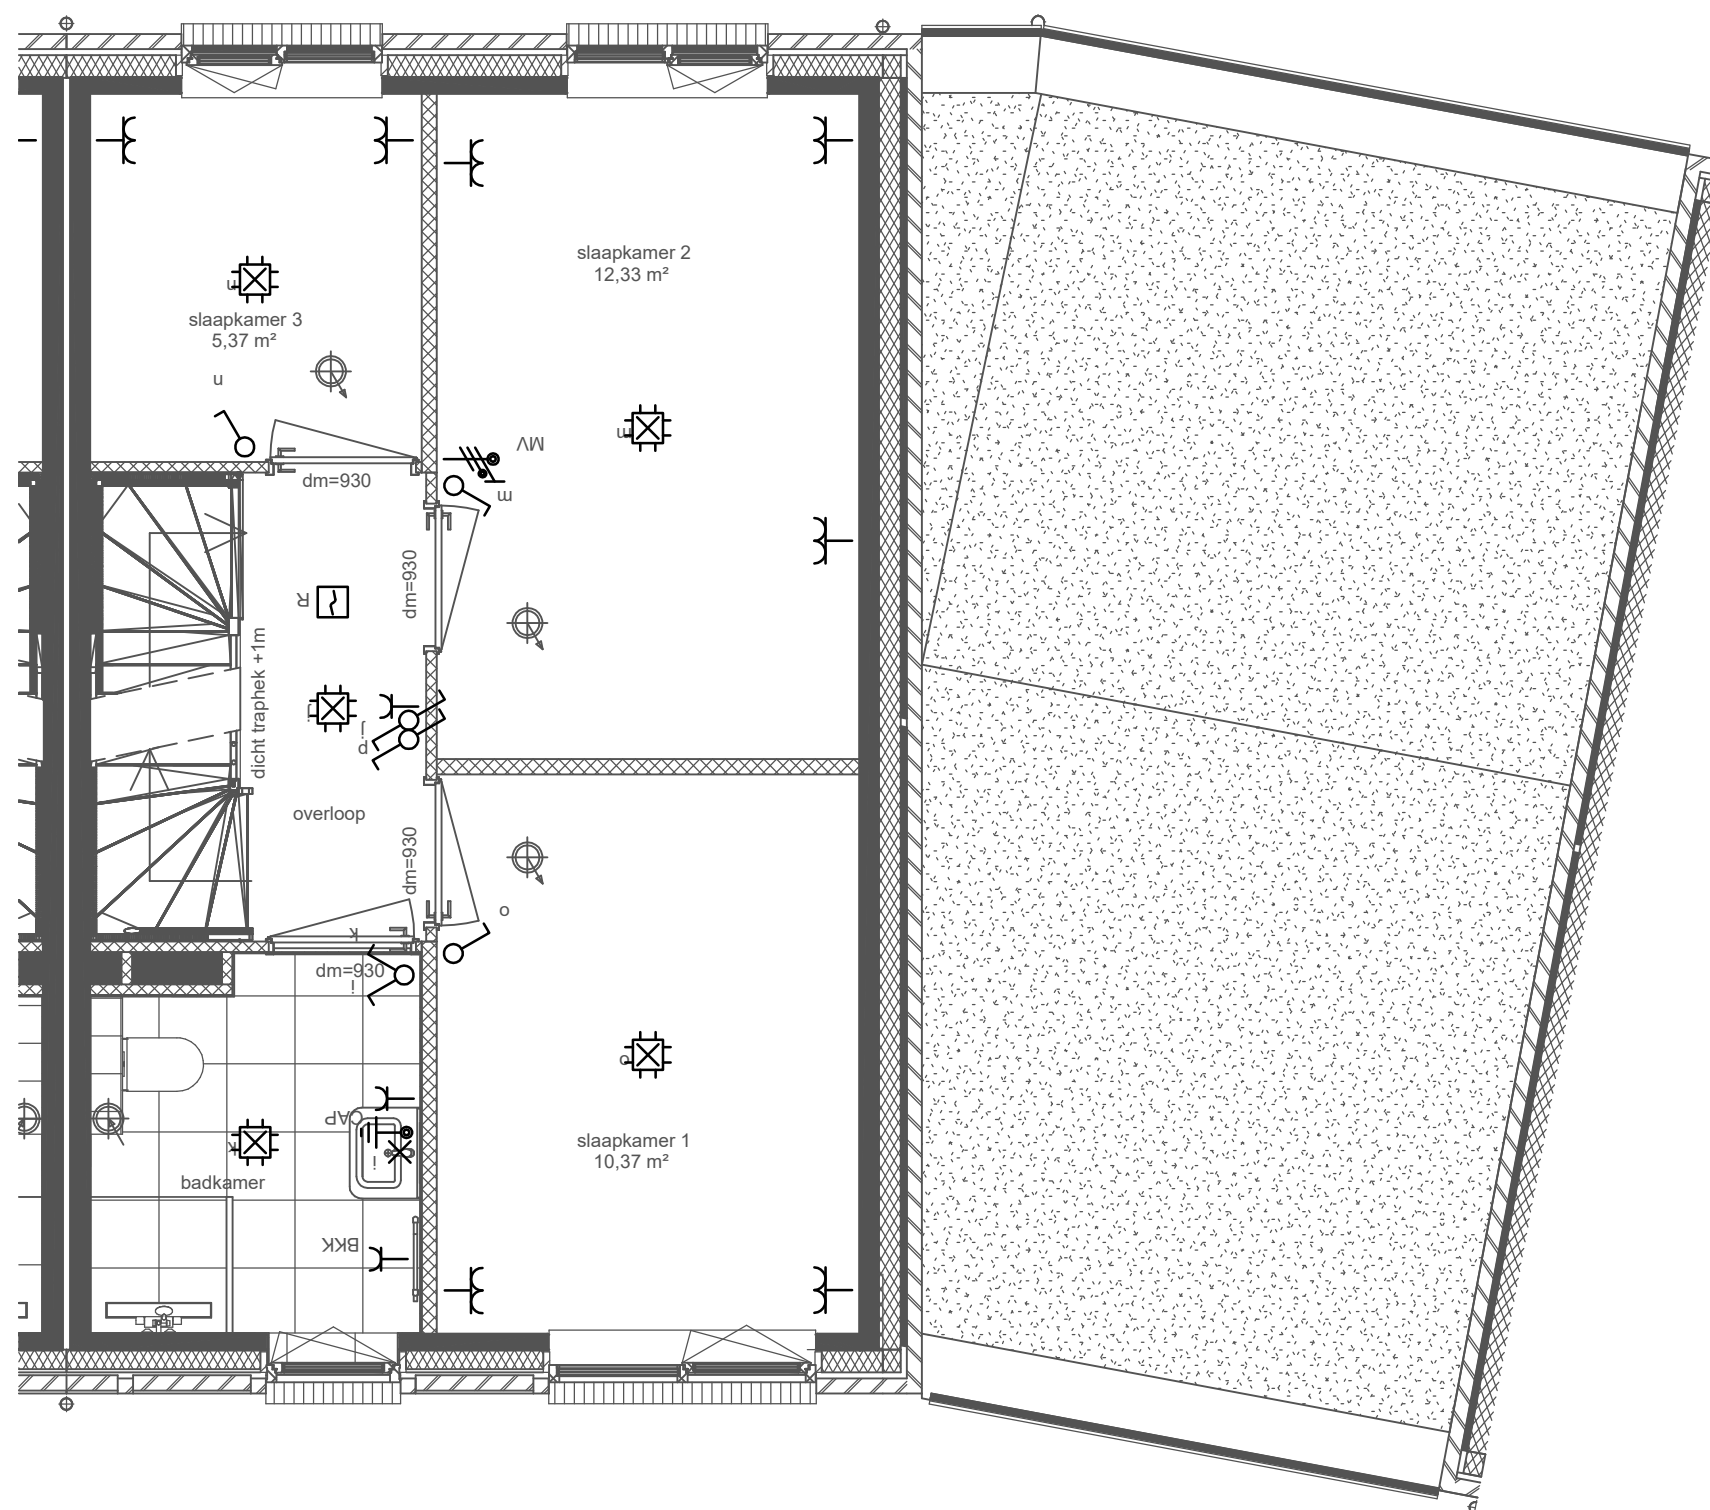 slaapkamer 2
12,33 m²
u
slaapkamer 3
5,37 m²
u
m
MV
dm=930
m
dm=930
R
dicht traphek +1m
j
j
p
overloop
dm=930
o
k
dm=930
i
o
CAP
slaapkamer 1
10,37 m²
k
i
badkamer
BKK